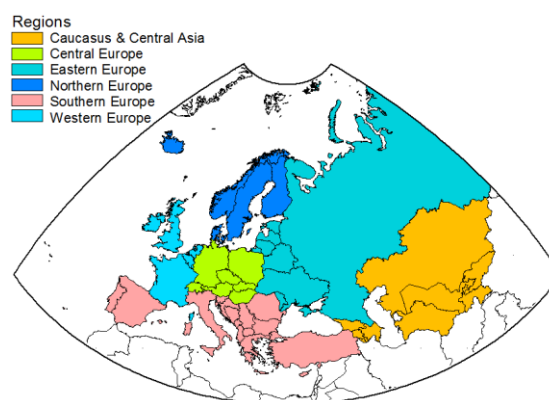 Regions
Caucasus & Central Asia
Central Europe
Eastern Europe
Northern Europe
Southern Europe
Western Europe